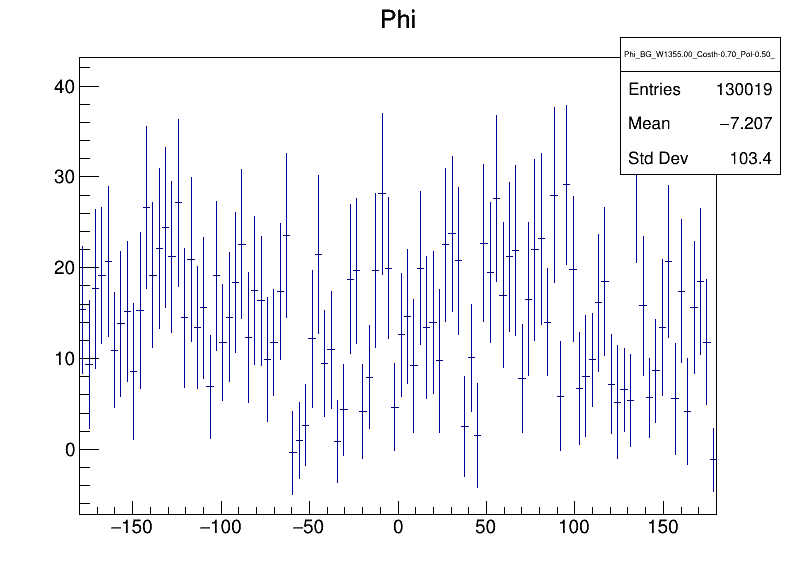 Phi
Phi_BG_W1355.00_Costh-0.70_Pol-0.50_
Entries 130019
Mean −7.207
Std Dev 103.4
40
30
20
10
0
−150 −100 −50 0 50 100 150